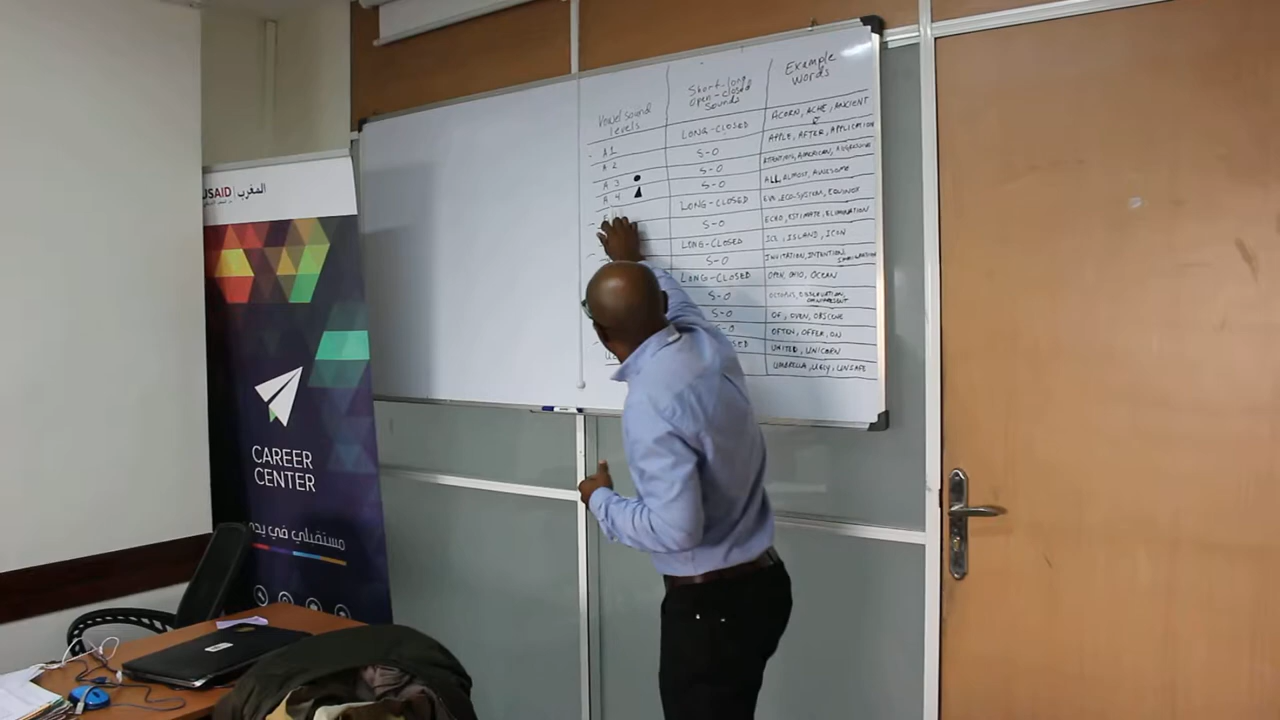 USAID | المغرب
CAREER
CENTER
مستقبلي في يدي
Vowel sound levels | Short-long Open-closed Sounds | Example Words
A 1 | LONG-CLOSED | ACORN, ACHE, ANCIENT
A 2 | S-O | APPLE, AFTER, APPLICATION
A 3 | S-O | AMERICAN, AGGRESSIVE
A 4 | S-O | ALL, ALMOST, AWESOME
LONG-CLOSED | EVE, ECO-SYSTEM, EQUINOX
S-O | ECHO, ESTIMATE, ELIMINATION
LONG-CLOSED | ICE, ISLAND, ICON
S-O | INVITATION, INTENTION,
LONG-CLOSED | OPEN, OHIO, OCEAN
S-O | OCTOPUS, OBSERVATION, OMNIPRESENT
S-O | OF, OVEN, OBSCENE
S-O | OFTEN, OFFER, ON
UNITED, UNICORN
UMBRELLA, UGLY, UNSAFE